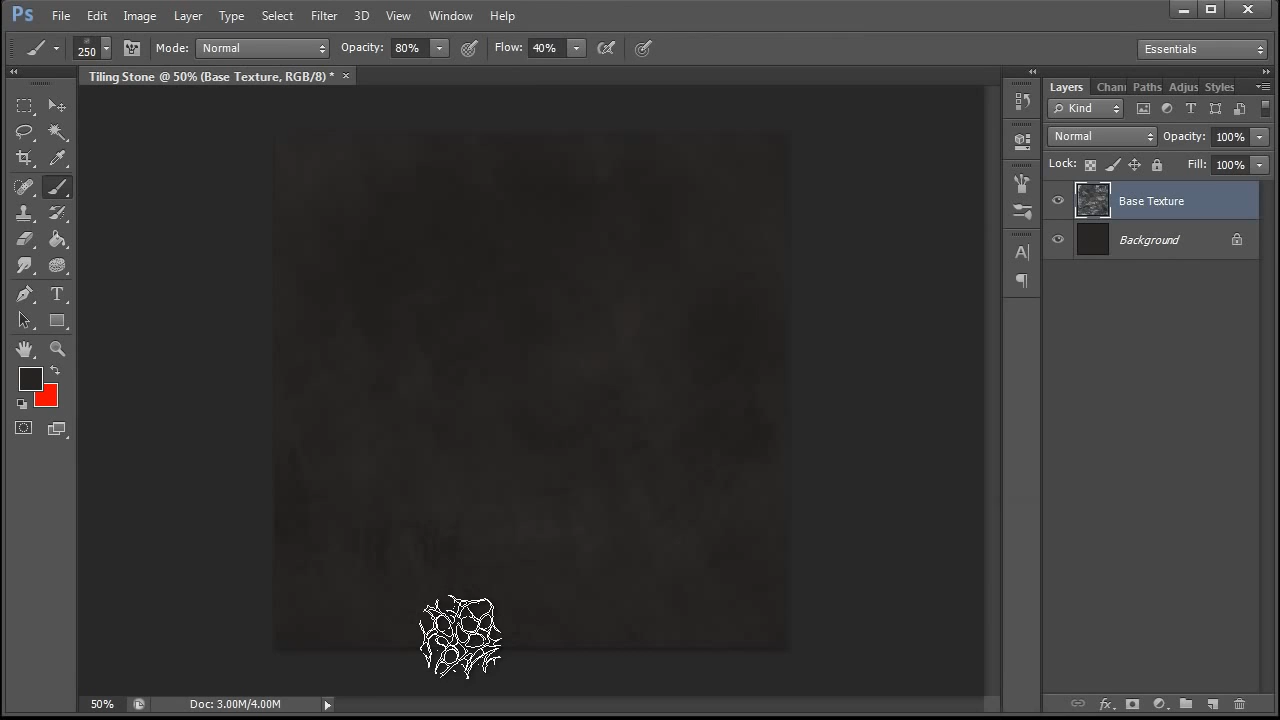 Ps File Edit Image Layer Type Select Filter 3D View Window Help
250 Mode: Normal Opacity: 80% Flow: 40% Essentials
Tiling Stone @ 50% (Base Texture, RGB/8) * ×
Layers Chann Paths Adjus Styles
Kind
Normal Opacity: 100%
Lock: Fill: 100%
Base Texture
Background
50% Doc: 3.00M/4.00M